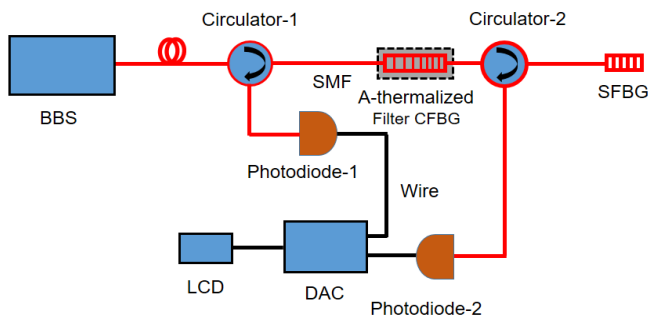 Circulator-1
Circulator-2
SMF
A-thermalized
Filter CFBG
SFBG
BBS
Photodiode-1
Wire
LCD
DAC
Photodiode-2